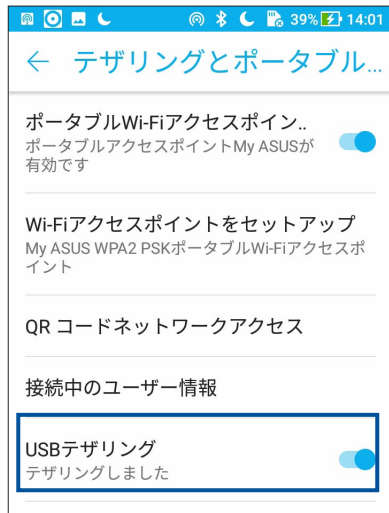 39% 14:01
← テザリングとポータブル...
ポータブルWi-Fiアクセスポイン..
ポータブルアクセスポイントMy ASUSが
有効です
Wi-Fiアクセスポイントをセットアップ
My ASUS WPA2 PSKポータブルWi-Fiアクセスポ
イント
QR コードネットワークアクセス
接続中のユーザー情報
USBテザリング
テザリングしました